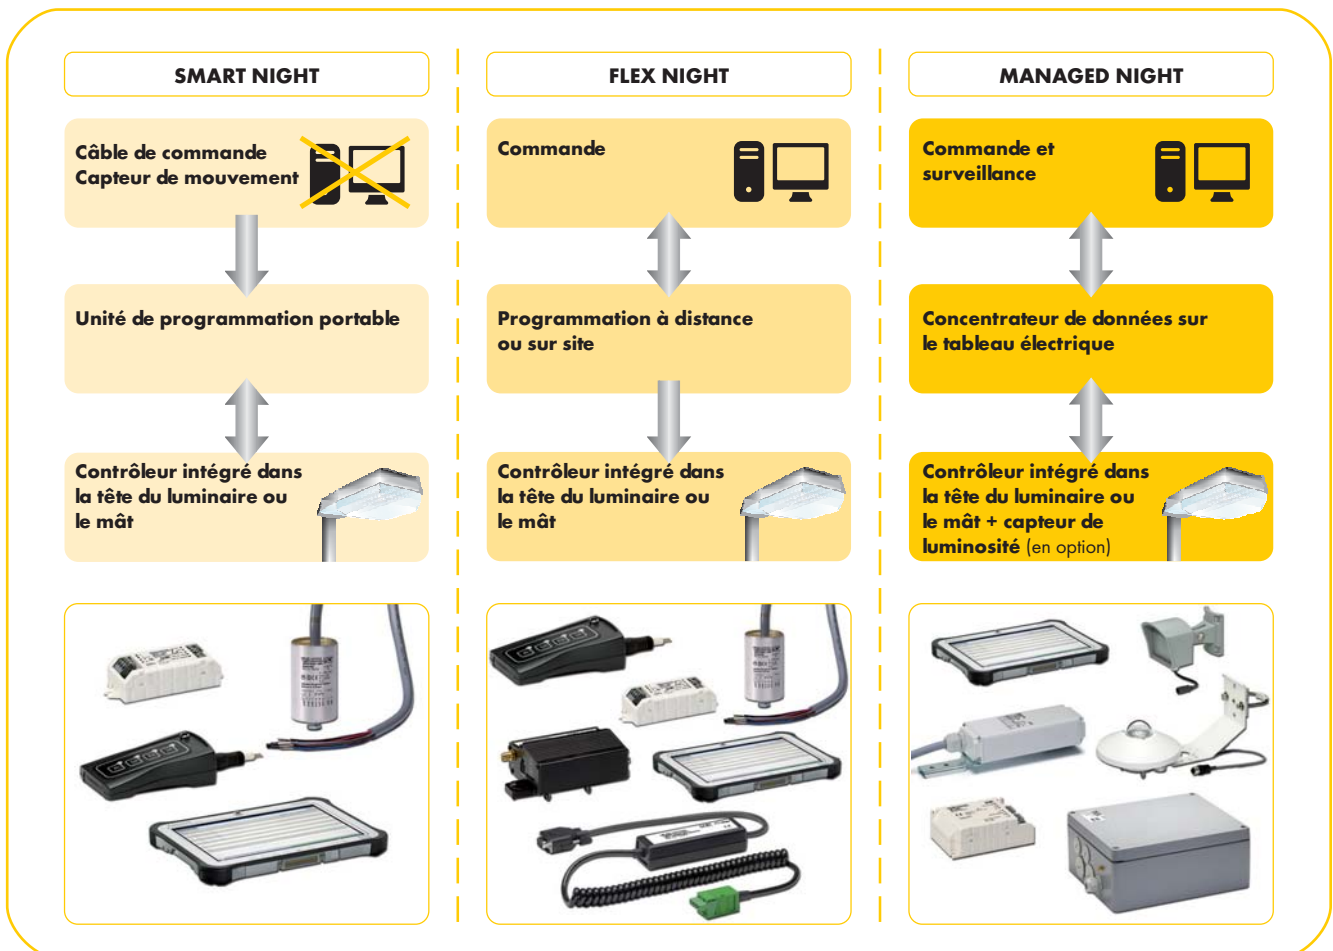 SMART NIGHT
Câble de commande
Capteur de mouvement
Unité de programmation portable
Contrôleur intégré dans
la tête du luminaire ou
le mât
FLEX NIGHT
Commande
Programmation à distance
ou sur site
Contrôleur intégré dans
la tête du luminaire ou
le mât
MANAGED NIGHT
Commande et
surveillance
Concentrateur de données sur
le tableau électrique
Contrôleur intégré dans
la tête du luminaire ou
le mât + capteur de
luminosité (en option)